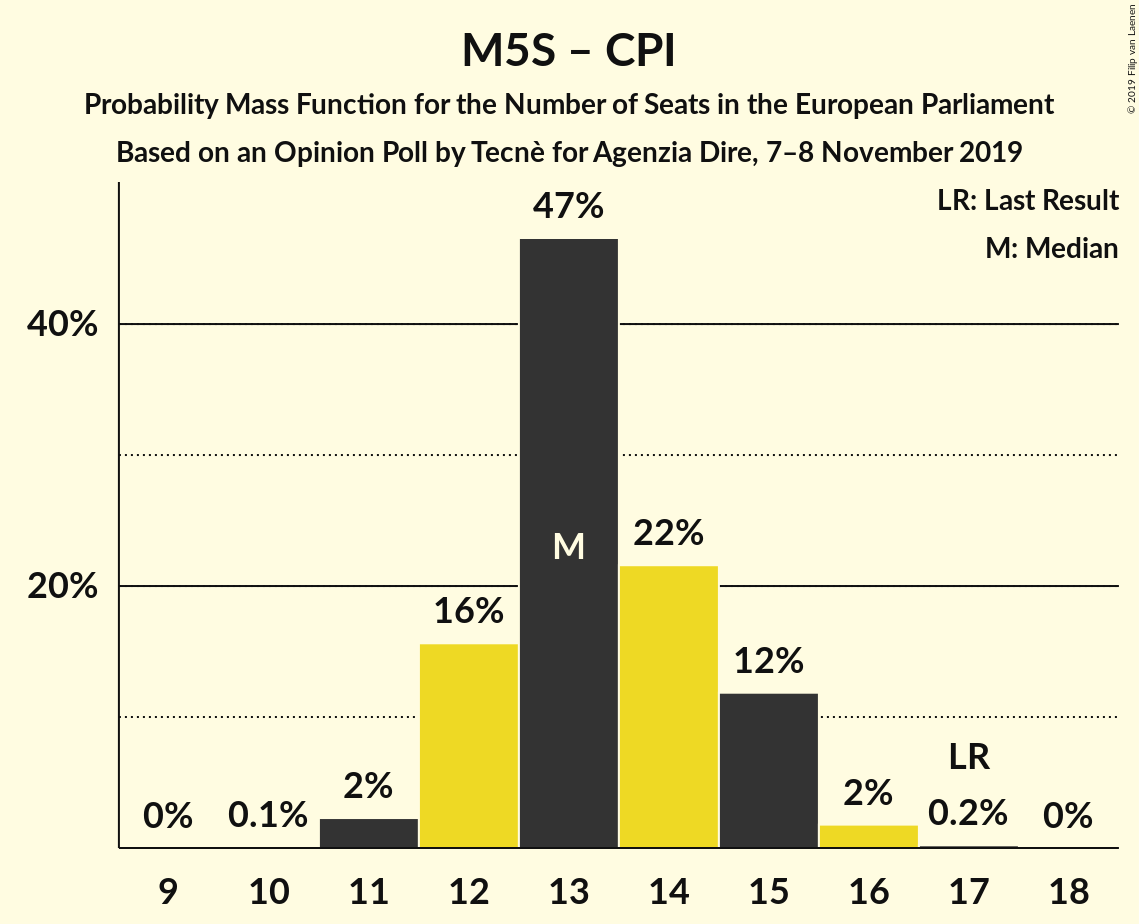 M5S – CPI
Probability Mass Function for the Number of Seats in the European Parliament
Based on an Opinion Poll by Tecnè for Agenzia Dire, 7–8 November 2019
© 2019 Filip van Laenen
LR: Last Result
M: Median
47%
40%
M
22%
20%
16%
12%
LR
2%
2%
0%
0.1%
0.2%
0%
9 10 11 12 13 14 15 16 17 18